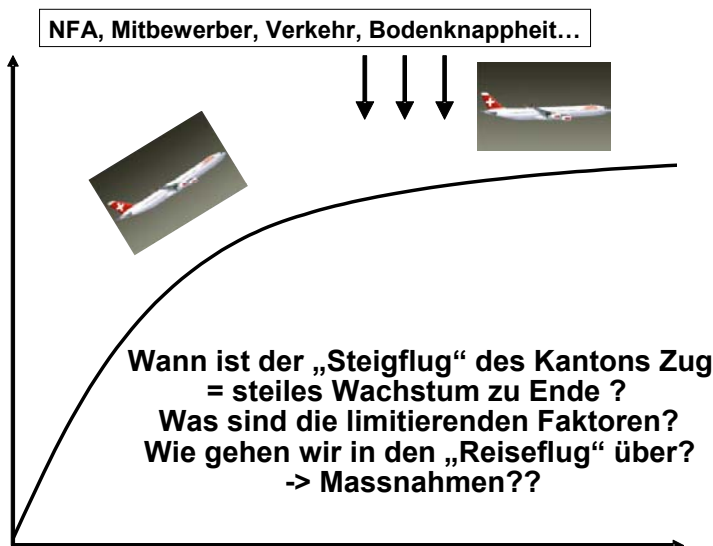 NFA, Mitbewerber, Verkehr, Bodenknappheit…
Wann ist der „Steigflug“ des Kantons Zug
= steiles Wachstum zu Ende ?
Was sind die limitierenden Faktoren?
Wie gehen wir in den „Reiseflug“ über?
-> Massnahmen??